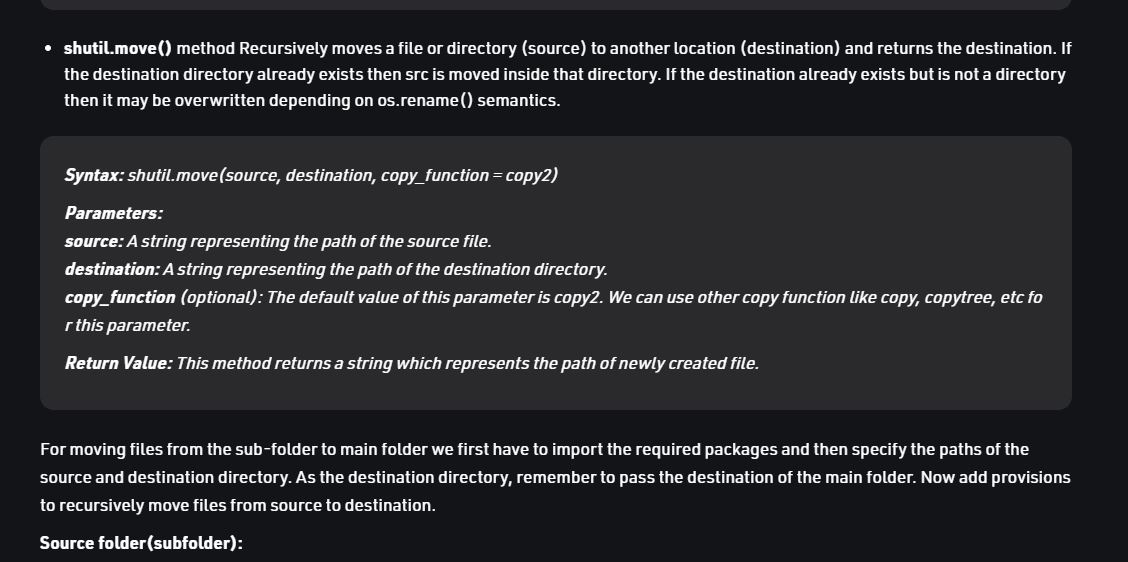 • shutil.move() method Recursively moves a file or directory (source) to another location (destination) and returns the destination. If
the destination directory already exists then src is moved inside that directory. If the destination already exists but is not a directory
then it may be overwritten depending on os.rename() semantics.
Syntax: shutil.move(source, destination, copy_function = copy2)
Parameters:
source: A string representing the path of the source file.
destination: A string representing the path of the destination directory.
copy_function (optional): The default value of this parameter is copy2. We can use other copy function like copy, copytree, etc fo
r this parameter.
Return Value: This method returns a string which represents the path of newly created file.
For moving files from the sub-folder to main folder we first have to import the required packages and then specify the paths of the
source and destination directory. As the destination directory, remember to pass the destination of the main folder. Now add provisions
to recursively move files from source to destination.
Source folder(subfolder):